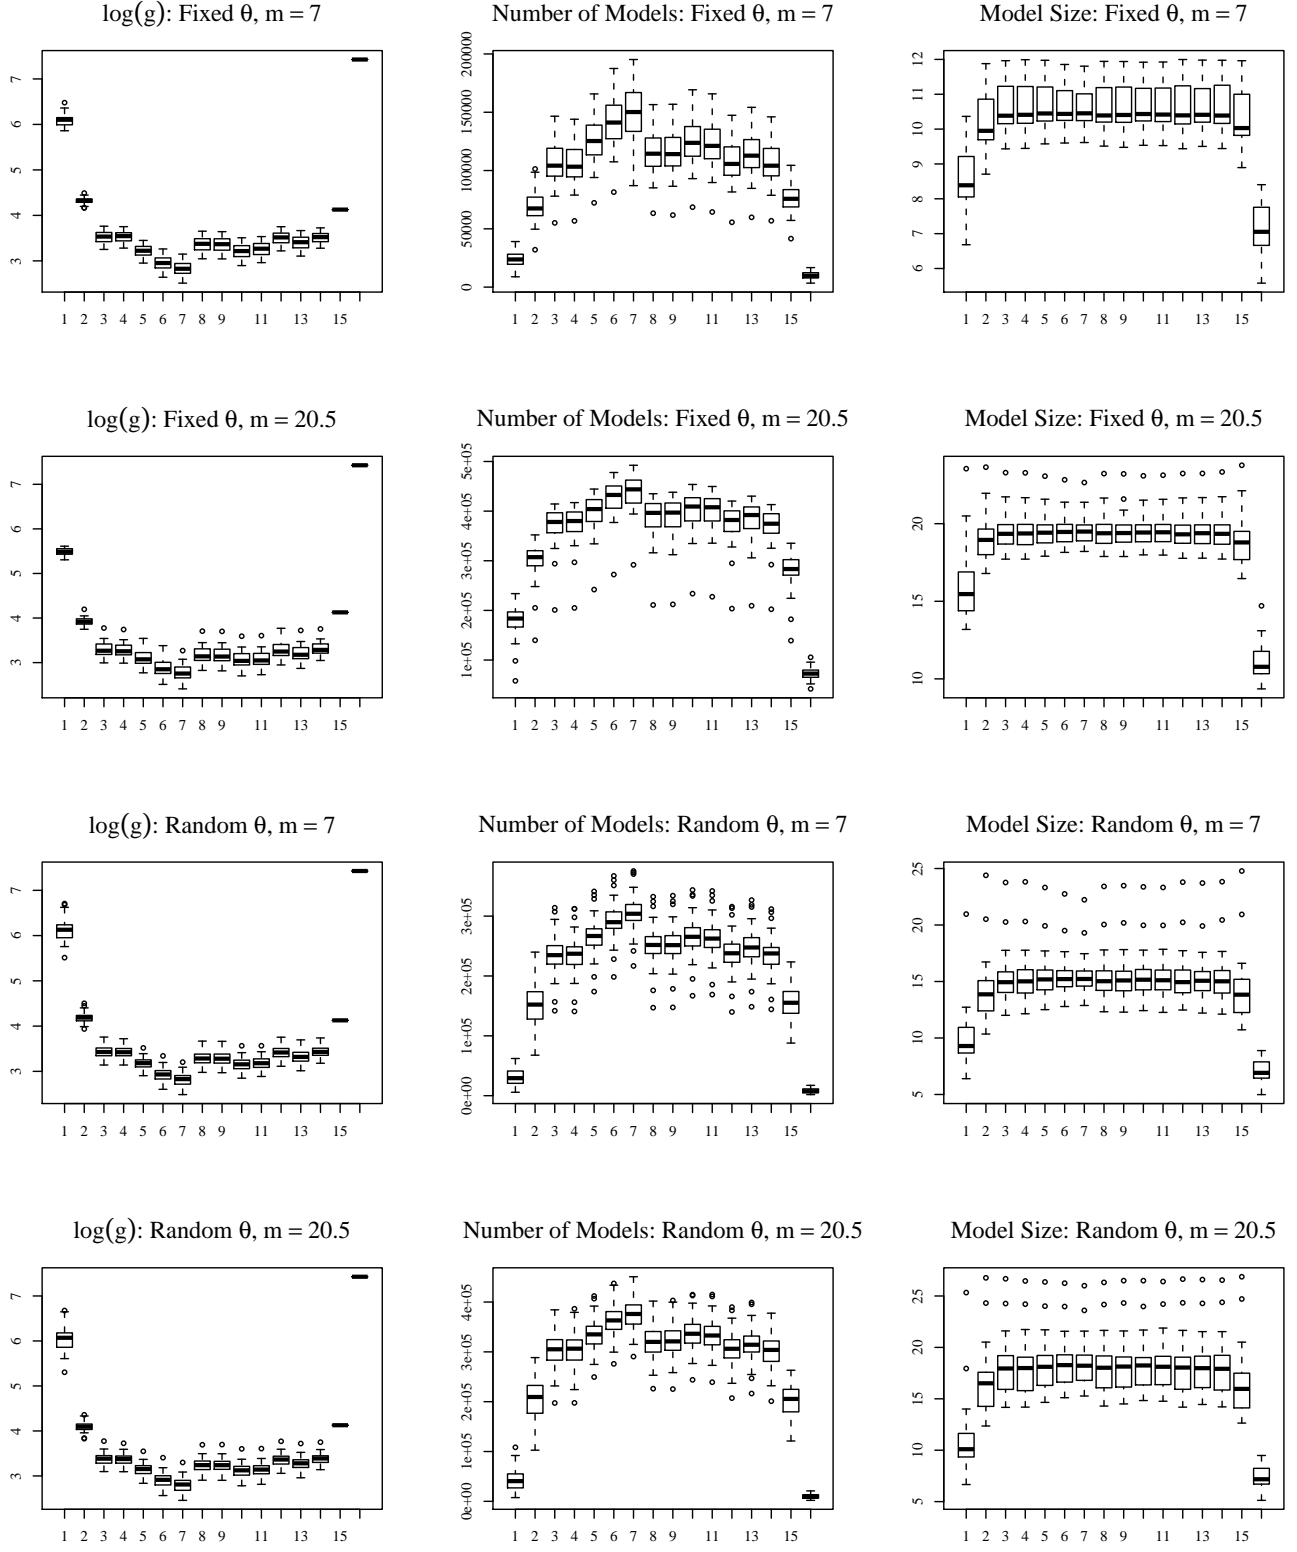 log(g): Fixed θ, m = 7
7
6
5
4
3
1 2 3 4 5 6 7 8 9 11 13 15
Number of Models: Fixed θ, m = 7
200000
150000
100000
50000
0
1 2 3 4 5 6 7 8 9 11 13 15
Model Size: Fixed θ, m = 7
12
11
10
9
8
7
6
1 2 3 4 5 6 7 8 9 11 13 15
log(g): Fixed θ, m = 20.5
7
6
5
4
3
1 2 3 4 5 6 7 8 9 11 13 15
Number of Models: Fixed θ, m = 20.5
5e+05
4e+05
3e+05
2e+05
1e+05
1 2 3 4 5 6 7 8 9 11 13 15
Model Size: Fixed θ, m = 20.5
20
15
10
1 2 3 4 5 6 7 8 9 11 13 15
log(g): Random θ, m = 7
7
6
5
4
3
1 2 3 4 5 6 7 8 9 11 13 15
Number of Models: Random θ, m = 7
3e+05
2e+05
1e+05
0e+00
1 2 3 4 5 6 7 8 9 11 13 15
Model Size: Random θ, m = 7
25
20
15
10
5
1 2 3 4 5 6 7 8 9 11 13 15
log(g): Random θ, m = 20.5
7
6
5
4
3
1 2 3 4 5 6 7 8 9 11 13 15
Number of Models: Random θ, m = 20.5
4e+05
3e+05
2e+05
1e+05
0e+00
1 2 3 4 5 6 7 8 9 11 13 15
Model Size: Random θ, m = 20.5
25
20
15
10
5
1 2 3 4 5 6 7 8 9 11 13 15